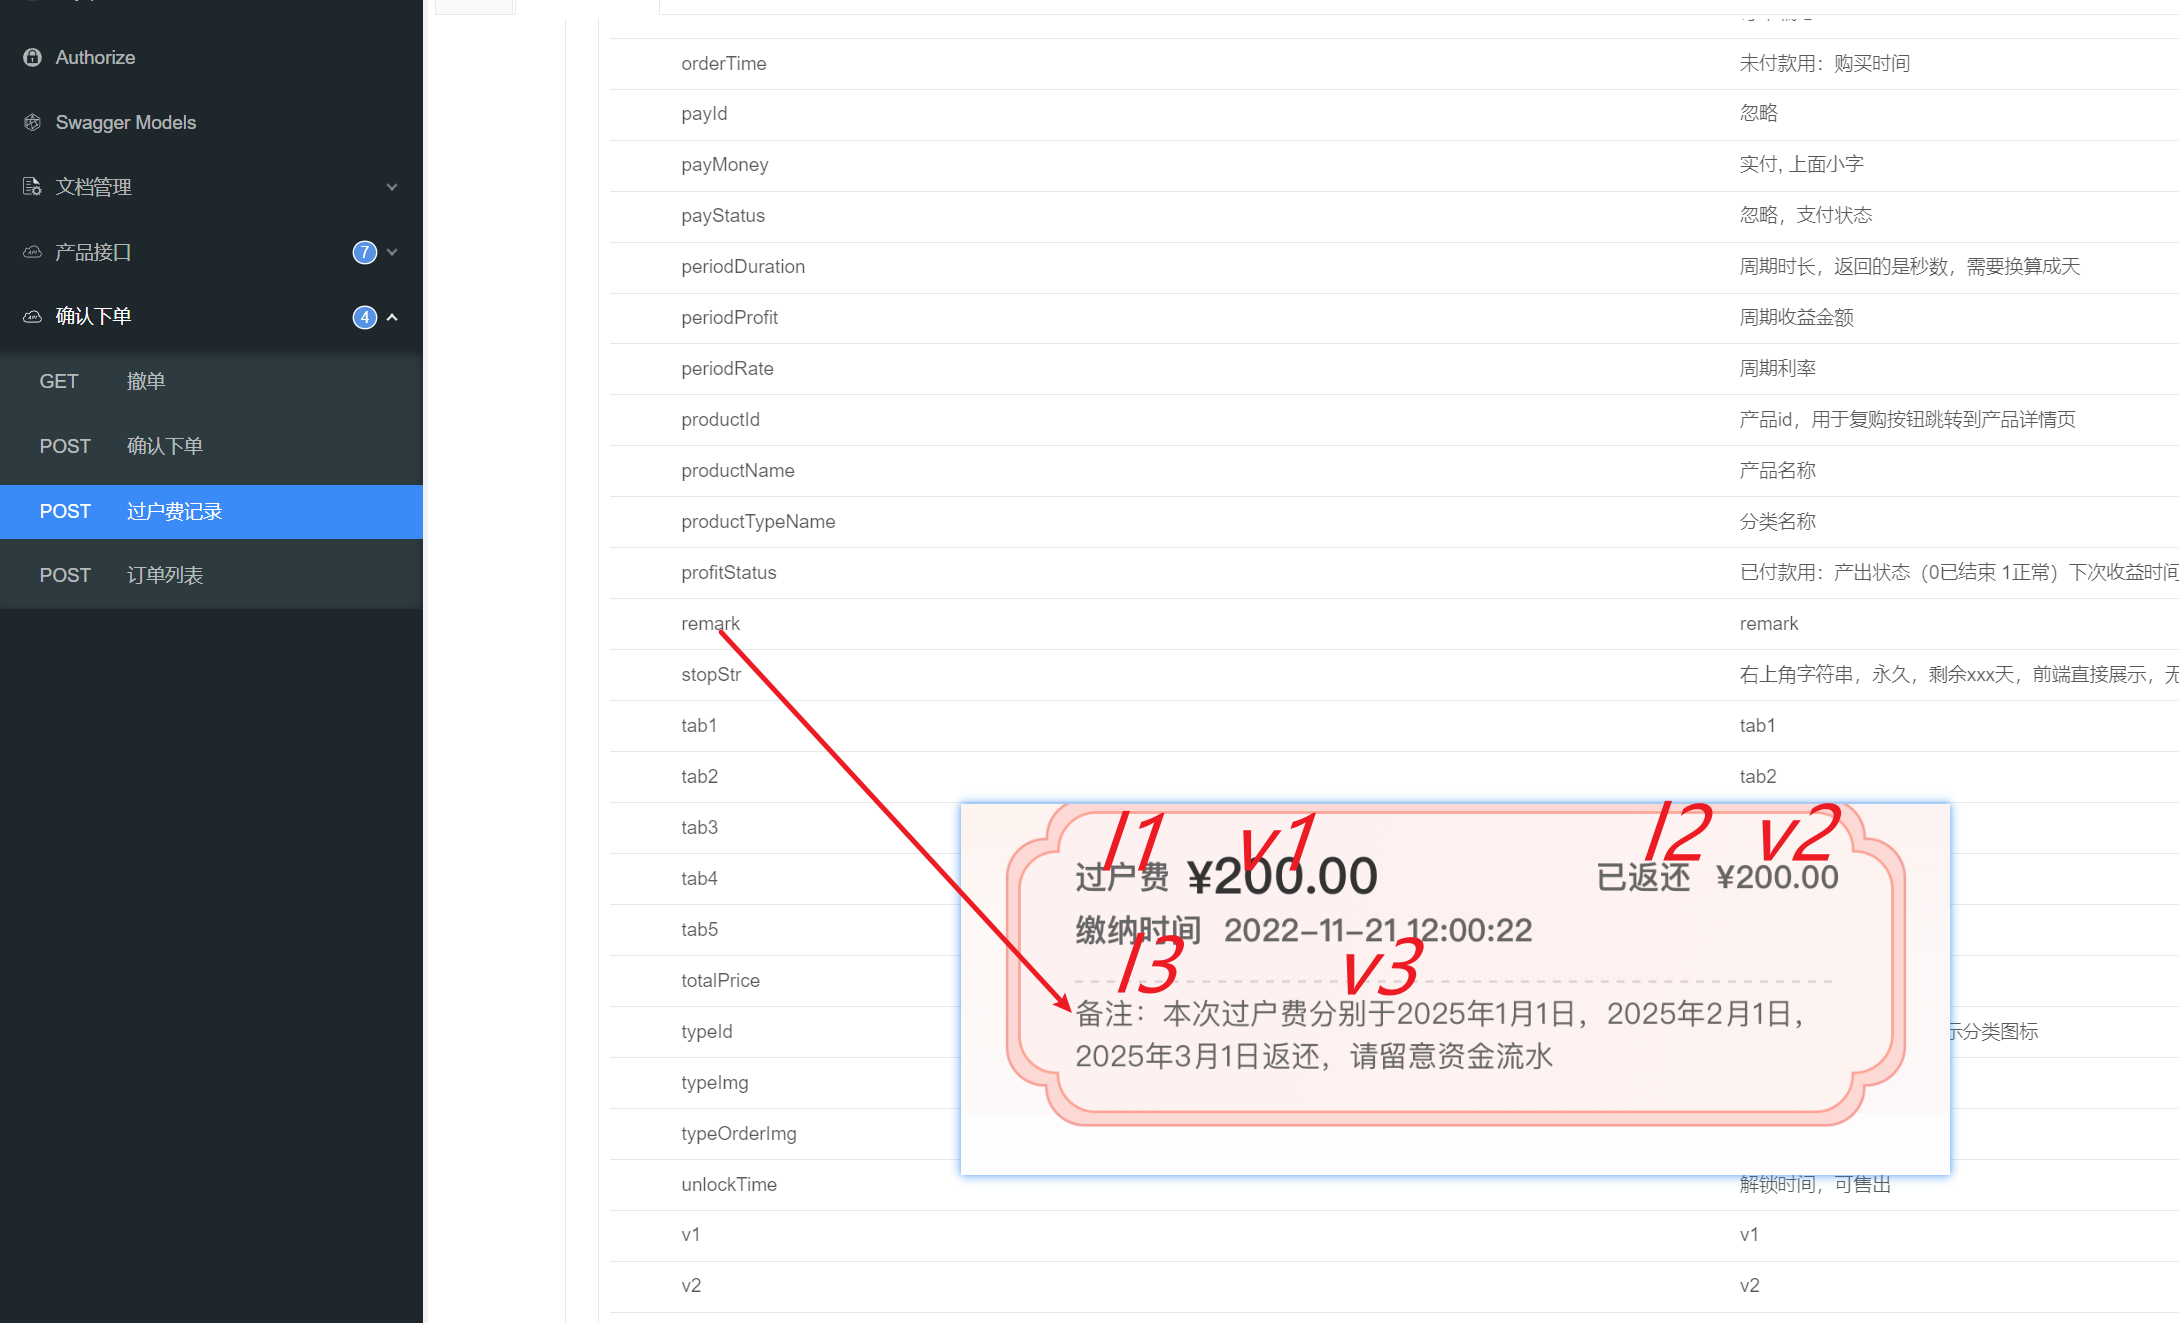 Authorize
Swagger Models
文档管理
产品接口 7
确认下单 4
GET 撤单
POST 确认下单
POST 过户费记录
POST 订单列表
orderTime 未付款用：购买时间
payId 忽略
payMoney 实付, 上面小字
payStatus 忽略，支付状态
periodDuration 周期时长，返回的是秒数，需要换算成天
periodProfit 周期收益金额
periodRate 周期利率
productId 产品id，用于复购按钮跳转到产品详情页
productName 产品名称
productTypeName 分类名称
profitStatus 已付款用：产出状态（0已结束 1正常）下次收益时间
remark remark
stopStr 右上角字符串，永久，剩余xxx天，前端直接展示，无
tab1 tab1
tab2 tab2
tab3
tab4
tab5
totalPrice
typeId 示分类图标
typeImg
typeOrderImg
unlockTime 解锁时间，可售出
v1 v1
v2 v2
l1 v1 l2 v2
过户费 ¥200.00 已返还 ¥200.00
缴纳时间 2022-11-21 12:00:22
l3 v3
备注：本次过户费分别于2025年1月1日，2025年2月1日，
2025年3月1日返还，请留意资金流水